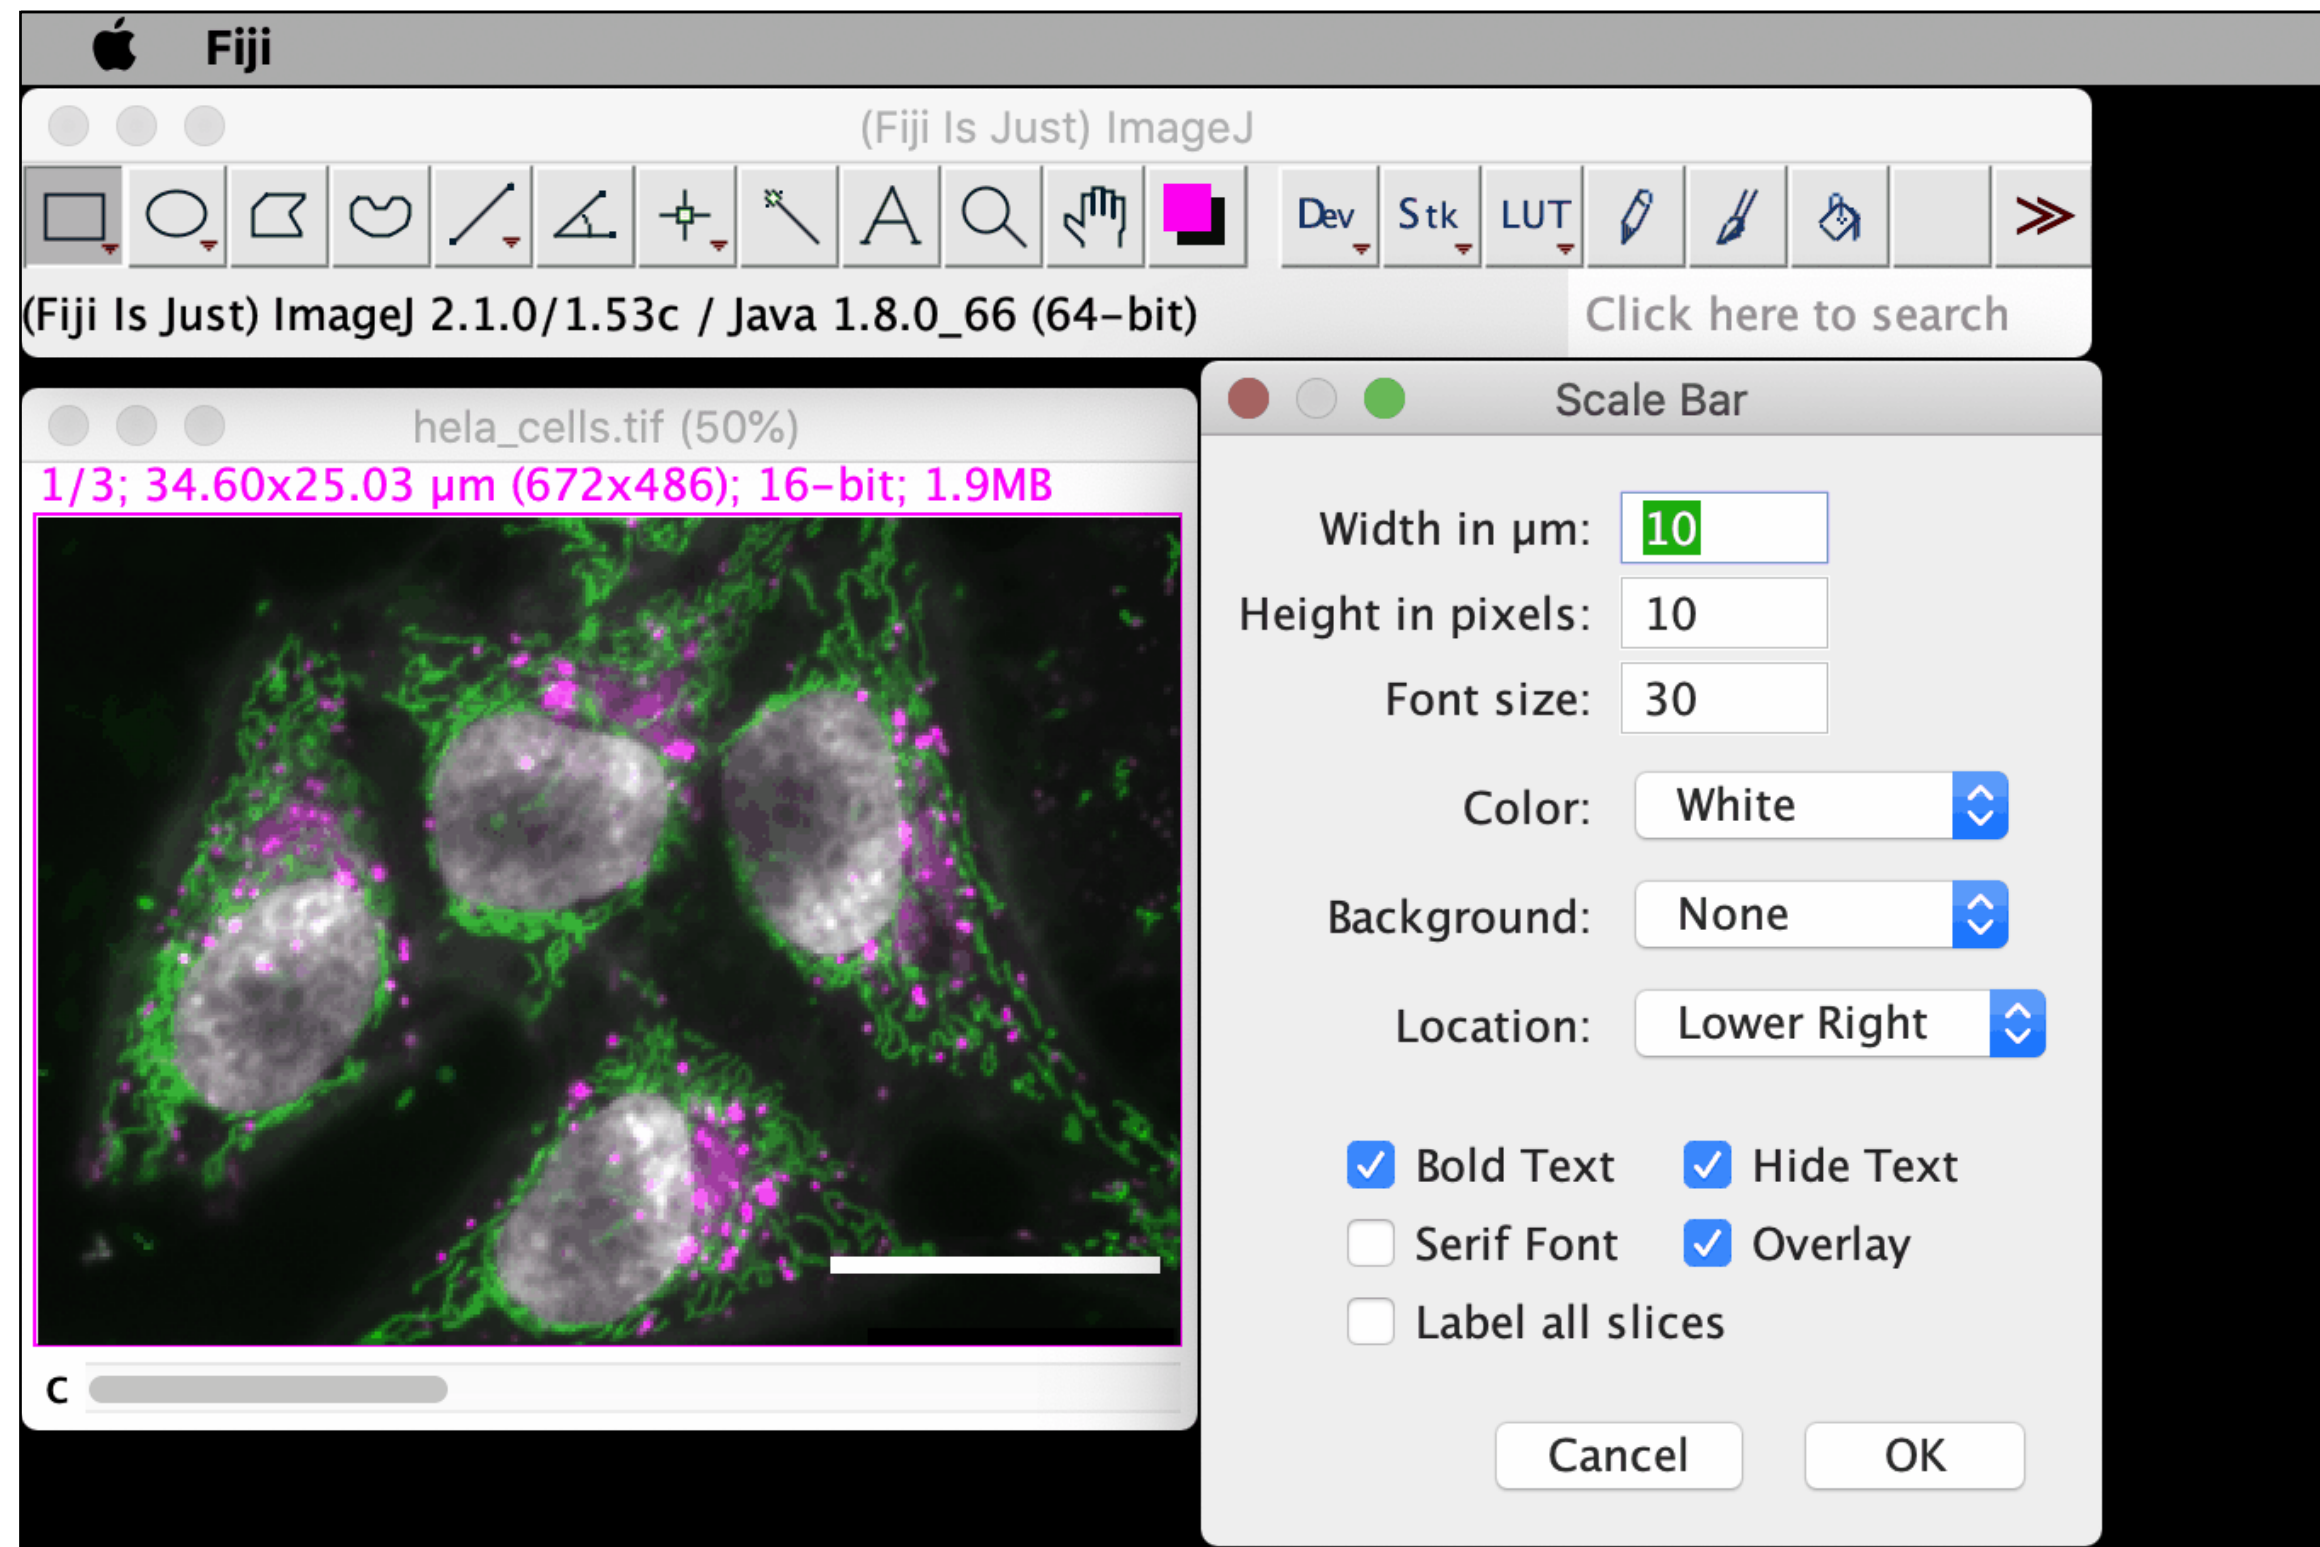 Fiji
(Fiji Is Just) ImageJ
Dev Stk LUT
(Fiji Is Just) ImageJ 2.1.0/1.53c / Java 1.8.0_66 (64-bit)
Click here to search
hela_cells.tif (50%)
1/3; 34.60x25.03 µm (672x486); 16-bit; 1.9MB
C
Scale Bar
Width in µm: 10
Height in pixels: 10
Font size: 30
Color: White
Background: None
Location: Lower Right
Bold Text Hide Text
Serif Font Overlay
Label all slices
Cancel OK